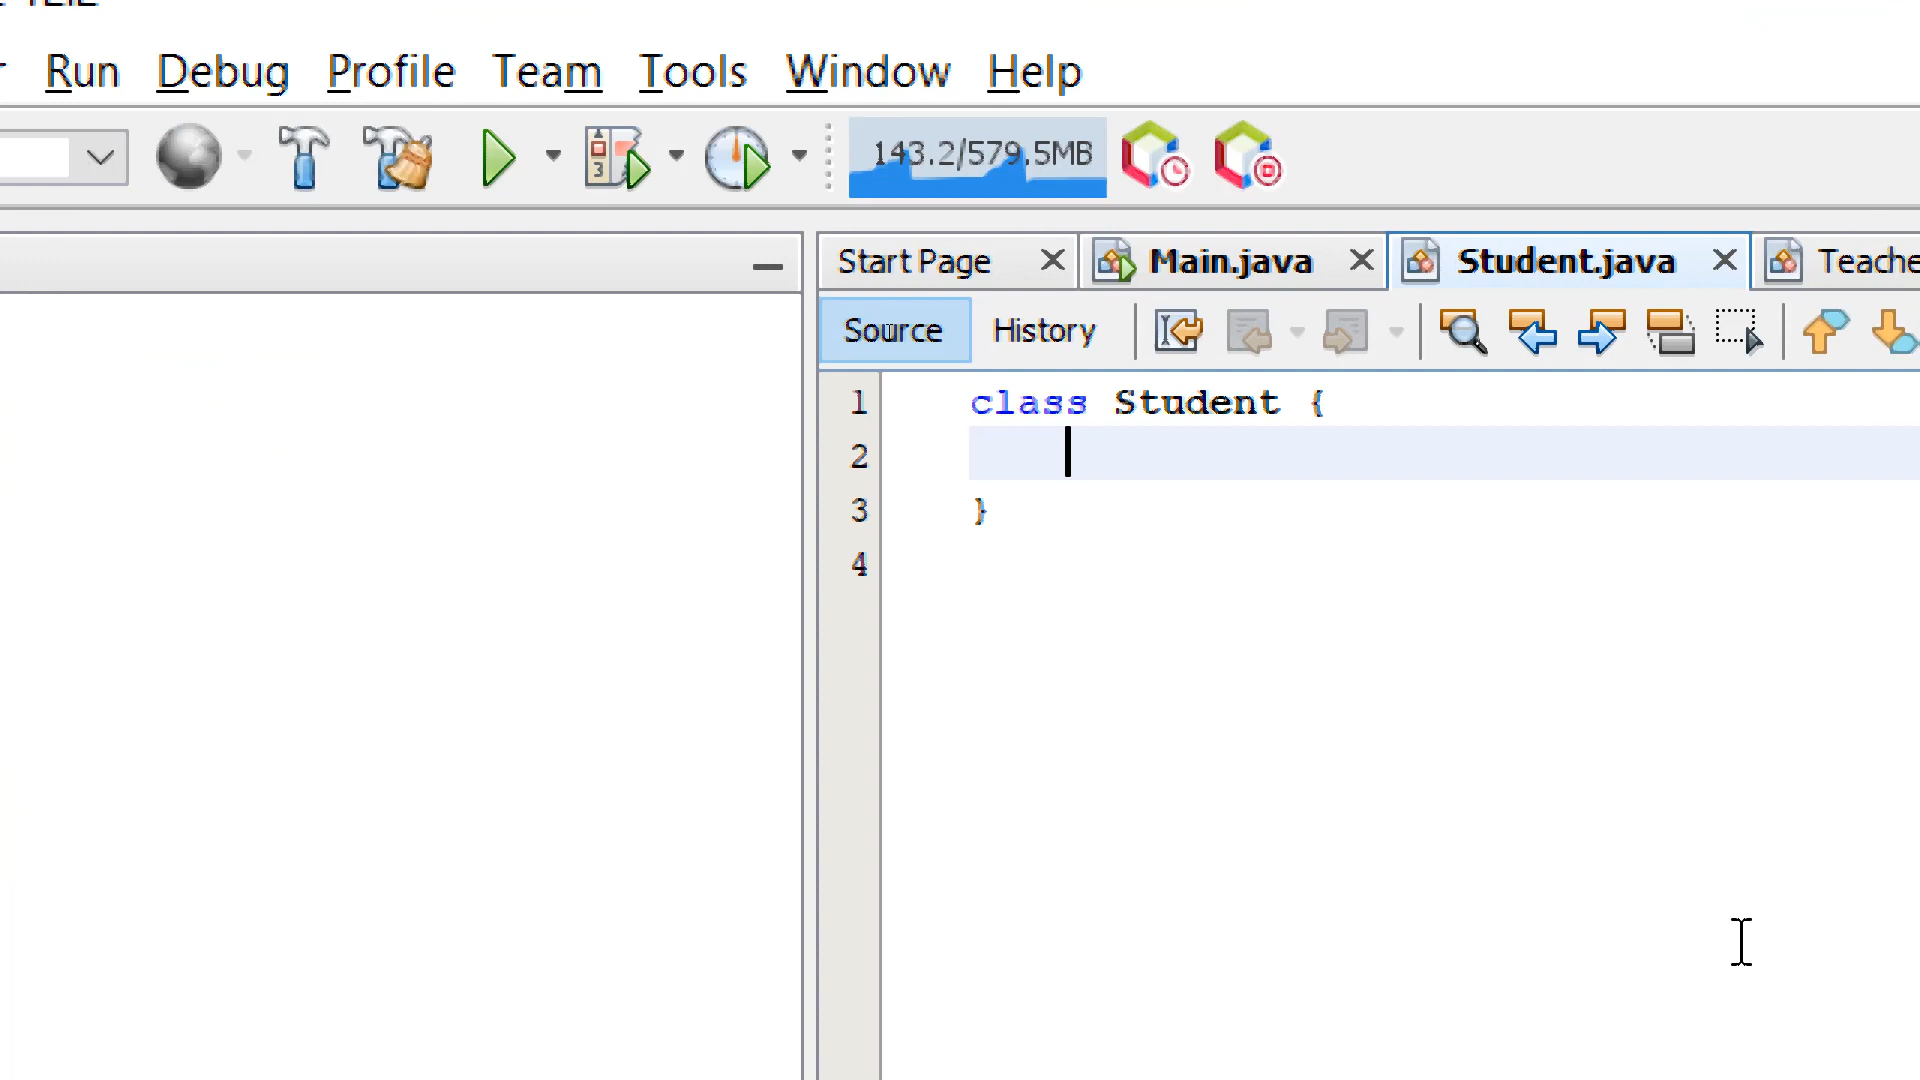 Run Debug Profile Team Tools Window Help
143.2/579.5MB
Start Page Main.java Student.java Teache
Source History
1 class Student {
2
3 }
4